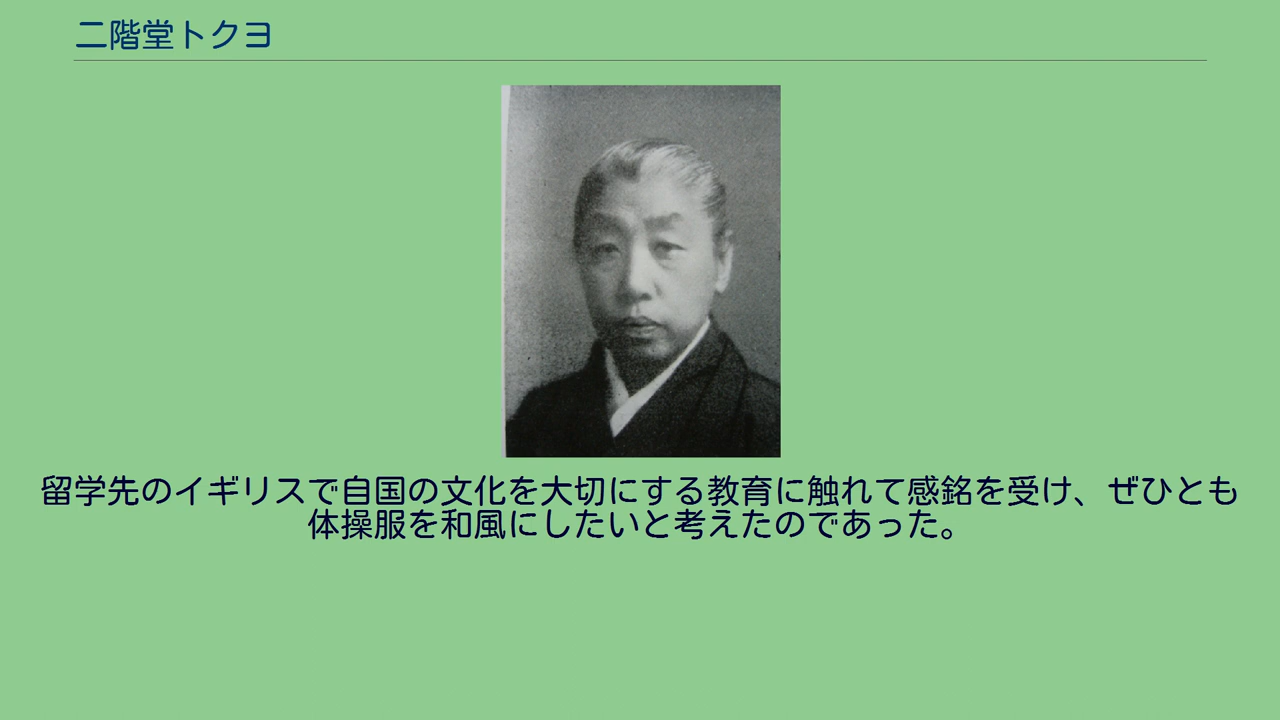 二階堂トクヨ
留学先のイギリスで自国の文化を大切にする教育に触れて感銘を受け、ぜひとも
体操服を和風にしたいと考えたのであった。